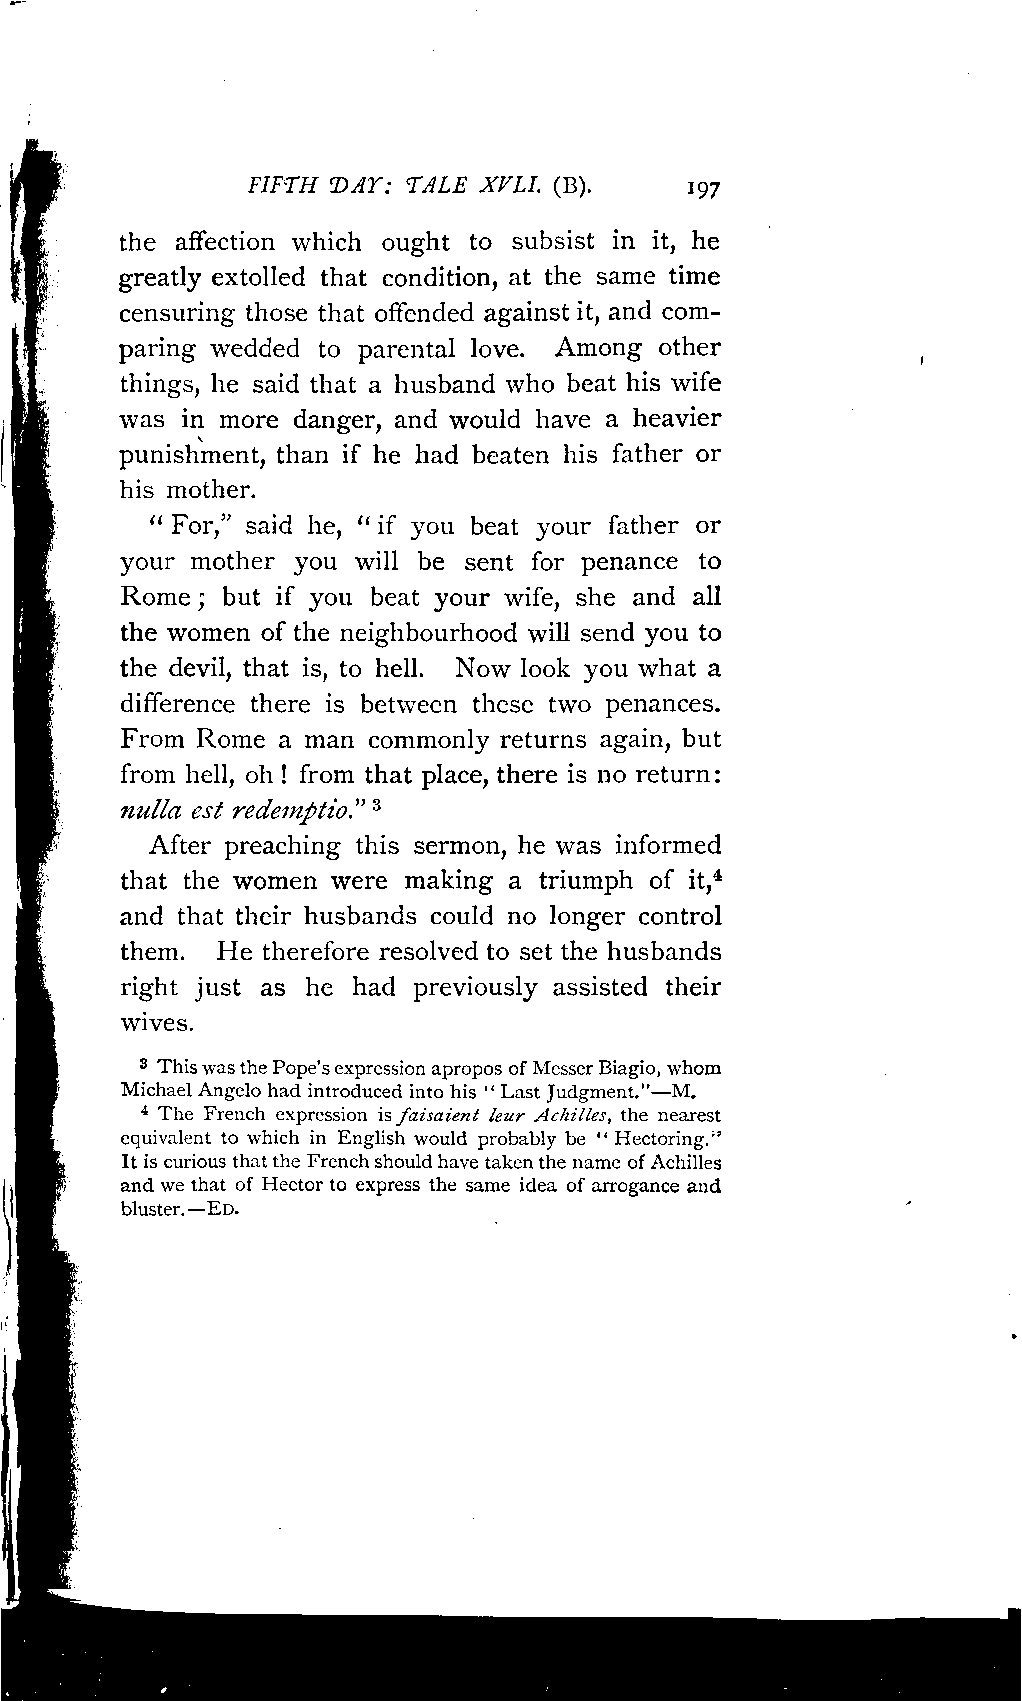 FIFTH DAY: TALE XVLI. (B). 197
the affection which ought to subsist in it, he
greatly extolled that condition, at the same time
censuring those that offended against it, and com-
paring wedded to parental love. Among other
things, he said that a husband who beat his wife
was in more danger, and would have a heavier
punishment, than if he had beaten his father or
his mother.
“ For,” said he, “ if you beat your father or
your mother you will be sent for penance to
Rome ; but if you beat your wife, she and all
the women of the neighbourhood will send you to
the devil, that is, to hell. Now look you what a
difference there is between these two penances.
From Rome a man commonly returns again, but
from hell, oh ! from that place, there is no return:
nulla est redemptio.” ³
After preaching this sermon, he was informed
that the women were making a triumph of it,⁴
and that their husbands could no longer control
them. He therefore resolved to set the husbands
right just as he had previously assisted their
wives.
³ This was the Pope's expression apropos of Messer Biagio, whom
Michael Angelo had introduced into his “ Last Judgment.”—M.
⁴ The French expression is faisaient leur Achilles, the nearest
equivalent to which in English would probably be “ Hectoring.”
It is curious that the French should have taken the name of Achilles
and we that of Hector to express the same idea of arrogance and
bluster.—ED.